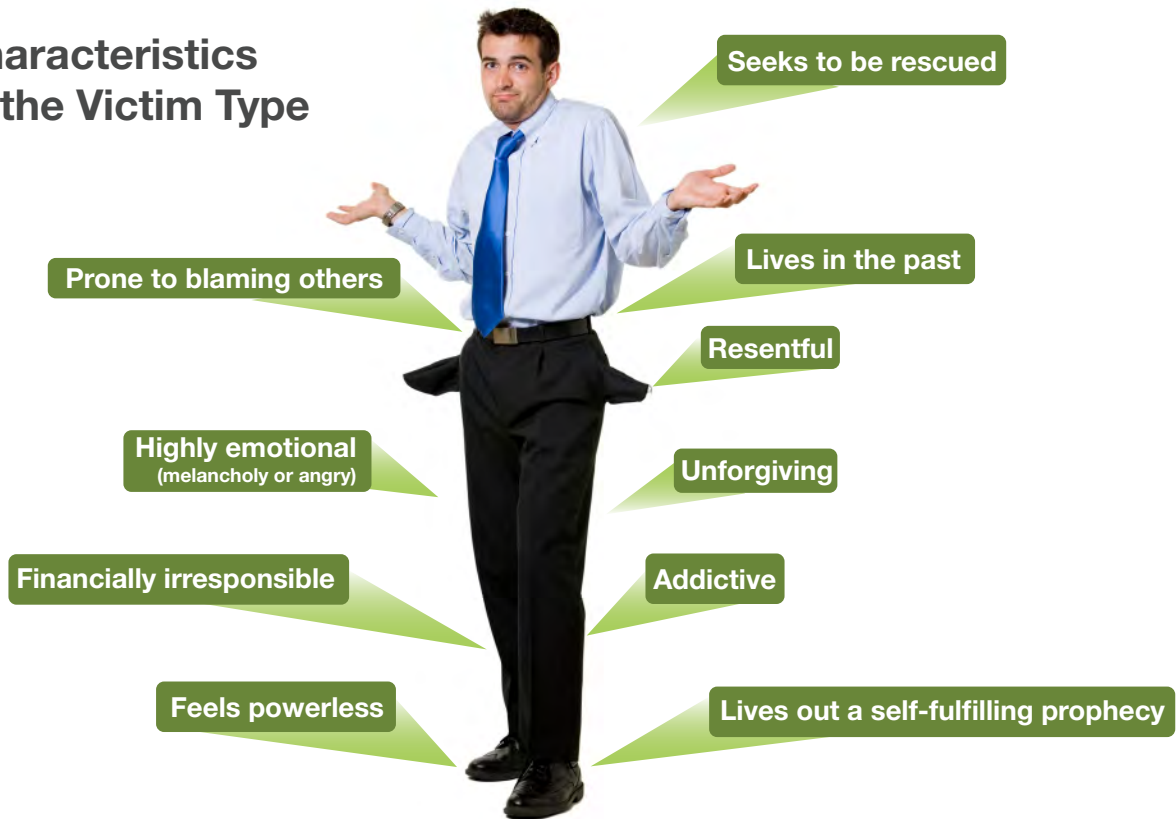 haracteristics
the Victim Type
Seeks to be rescued
Prone to blaming others
Lives in the past
Resentful
Highly emotional
(melancholy or angry)
Unforgiving
Financially irresponsible
Addictive
Feels powerless
Lives out a self-fulfilling prophecy